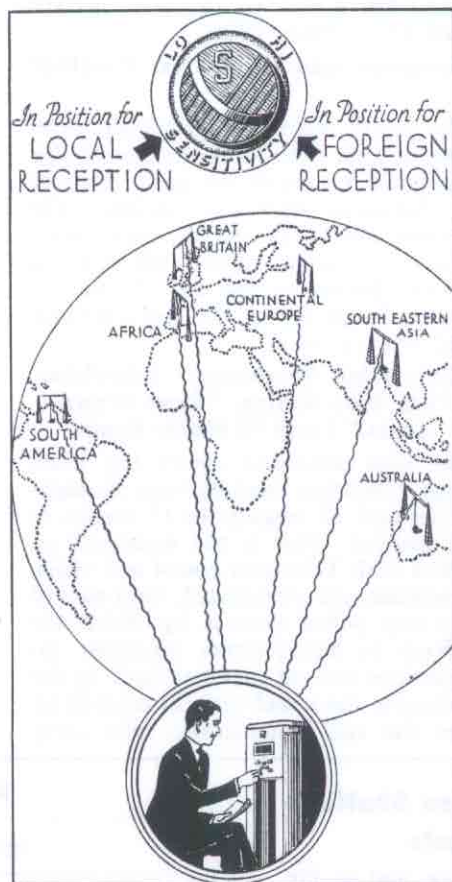 LO HI
S
SENSITIVITY
In Position for
LOCAL
RECEPTION
In Position for
FOREIGN
RECEPTION
GREAT
BRITAIN
AFRICA
CONTINENTAL
EUROPE
SOUTH EASTERN
ASIA
SOUTH
AMERICA
AUSTRALIA